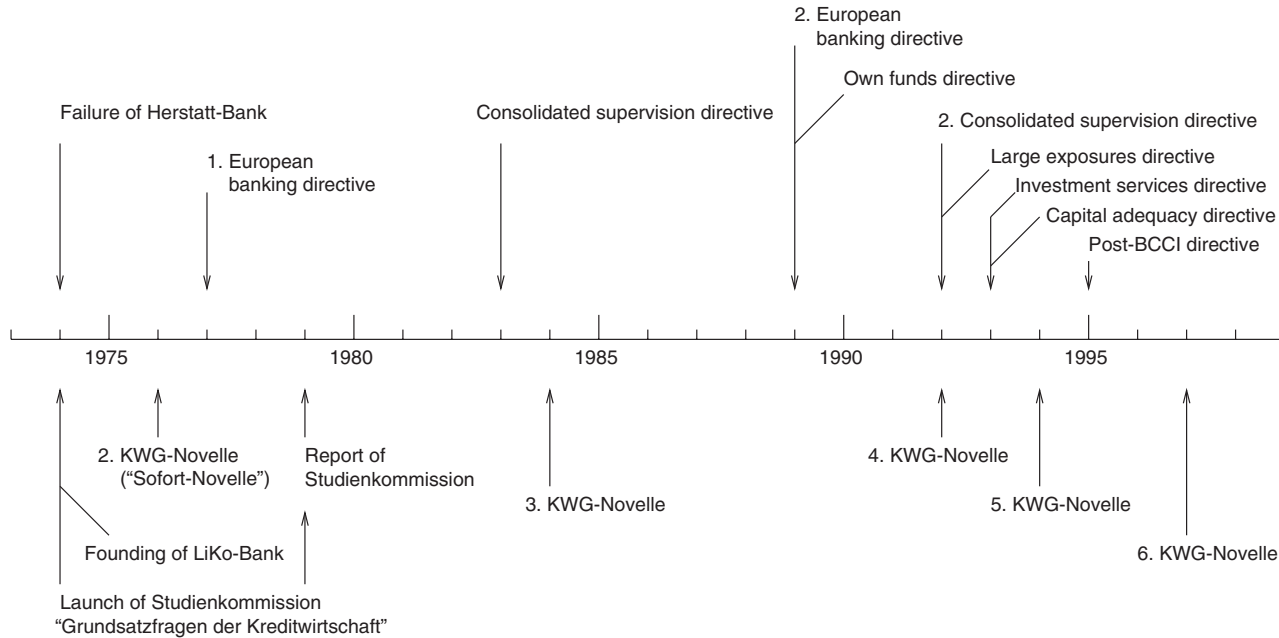 2. European
banking directive
Own funds directive
Failure of Herstatt-Bank
Consolidated supervision directive
2. Consolidated supervision directive
1. European
banking directive
Large exposures directive
Investment services directive
Capital adequacy directive
Post-BCCI directive
1975
1980
1985
1990
1995
2. KWG-Novelle
(“Sofort-Novelle”)
Report of
Studienkommission
3. KWG-Novelle
4. KWG-Novelle
5. KWG-Novelle
6. KWG-Novelle
Founding of LiKo-Bank
Launch of Studienkommission
“Grundsatzfragen der Kreditwirtschaft”